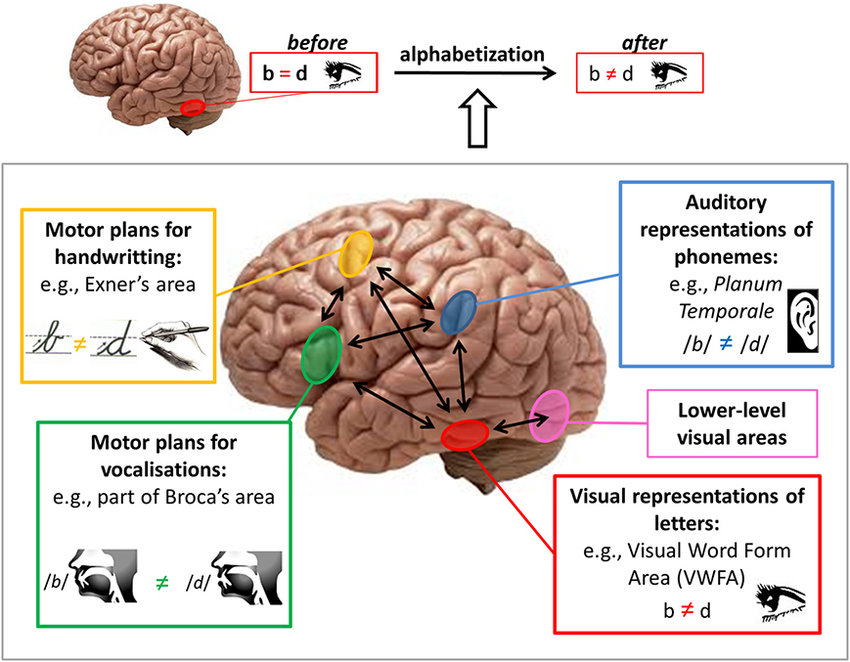 before
b = d
alphabetization
after
b ≠ d
Motor plans for
handwritting:
e.g., Exner's area
b ≠ d
Auditory
representations of
phonemes:
e.g., Planum
Temporale
/b/ ≠ /d/
Motor plans for
vocalisations:
e.g., part of Broca's area
/b/ ≠ /d/
Lower-level
visual areas
Visual representations of
letters:
e.g., Visual Word Form
Area (VWFA)
b ≠ d